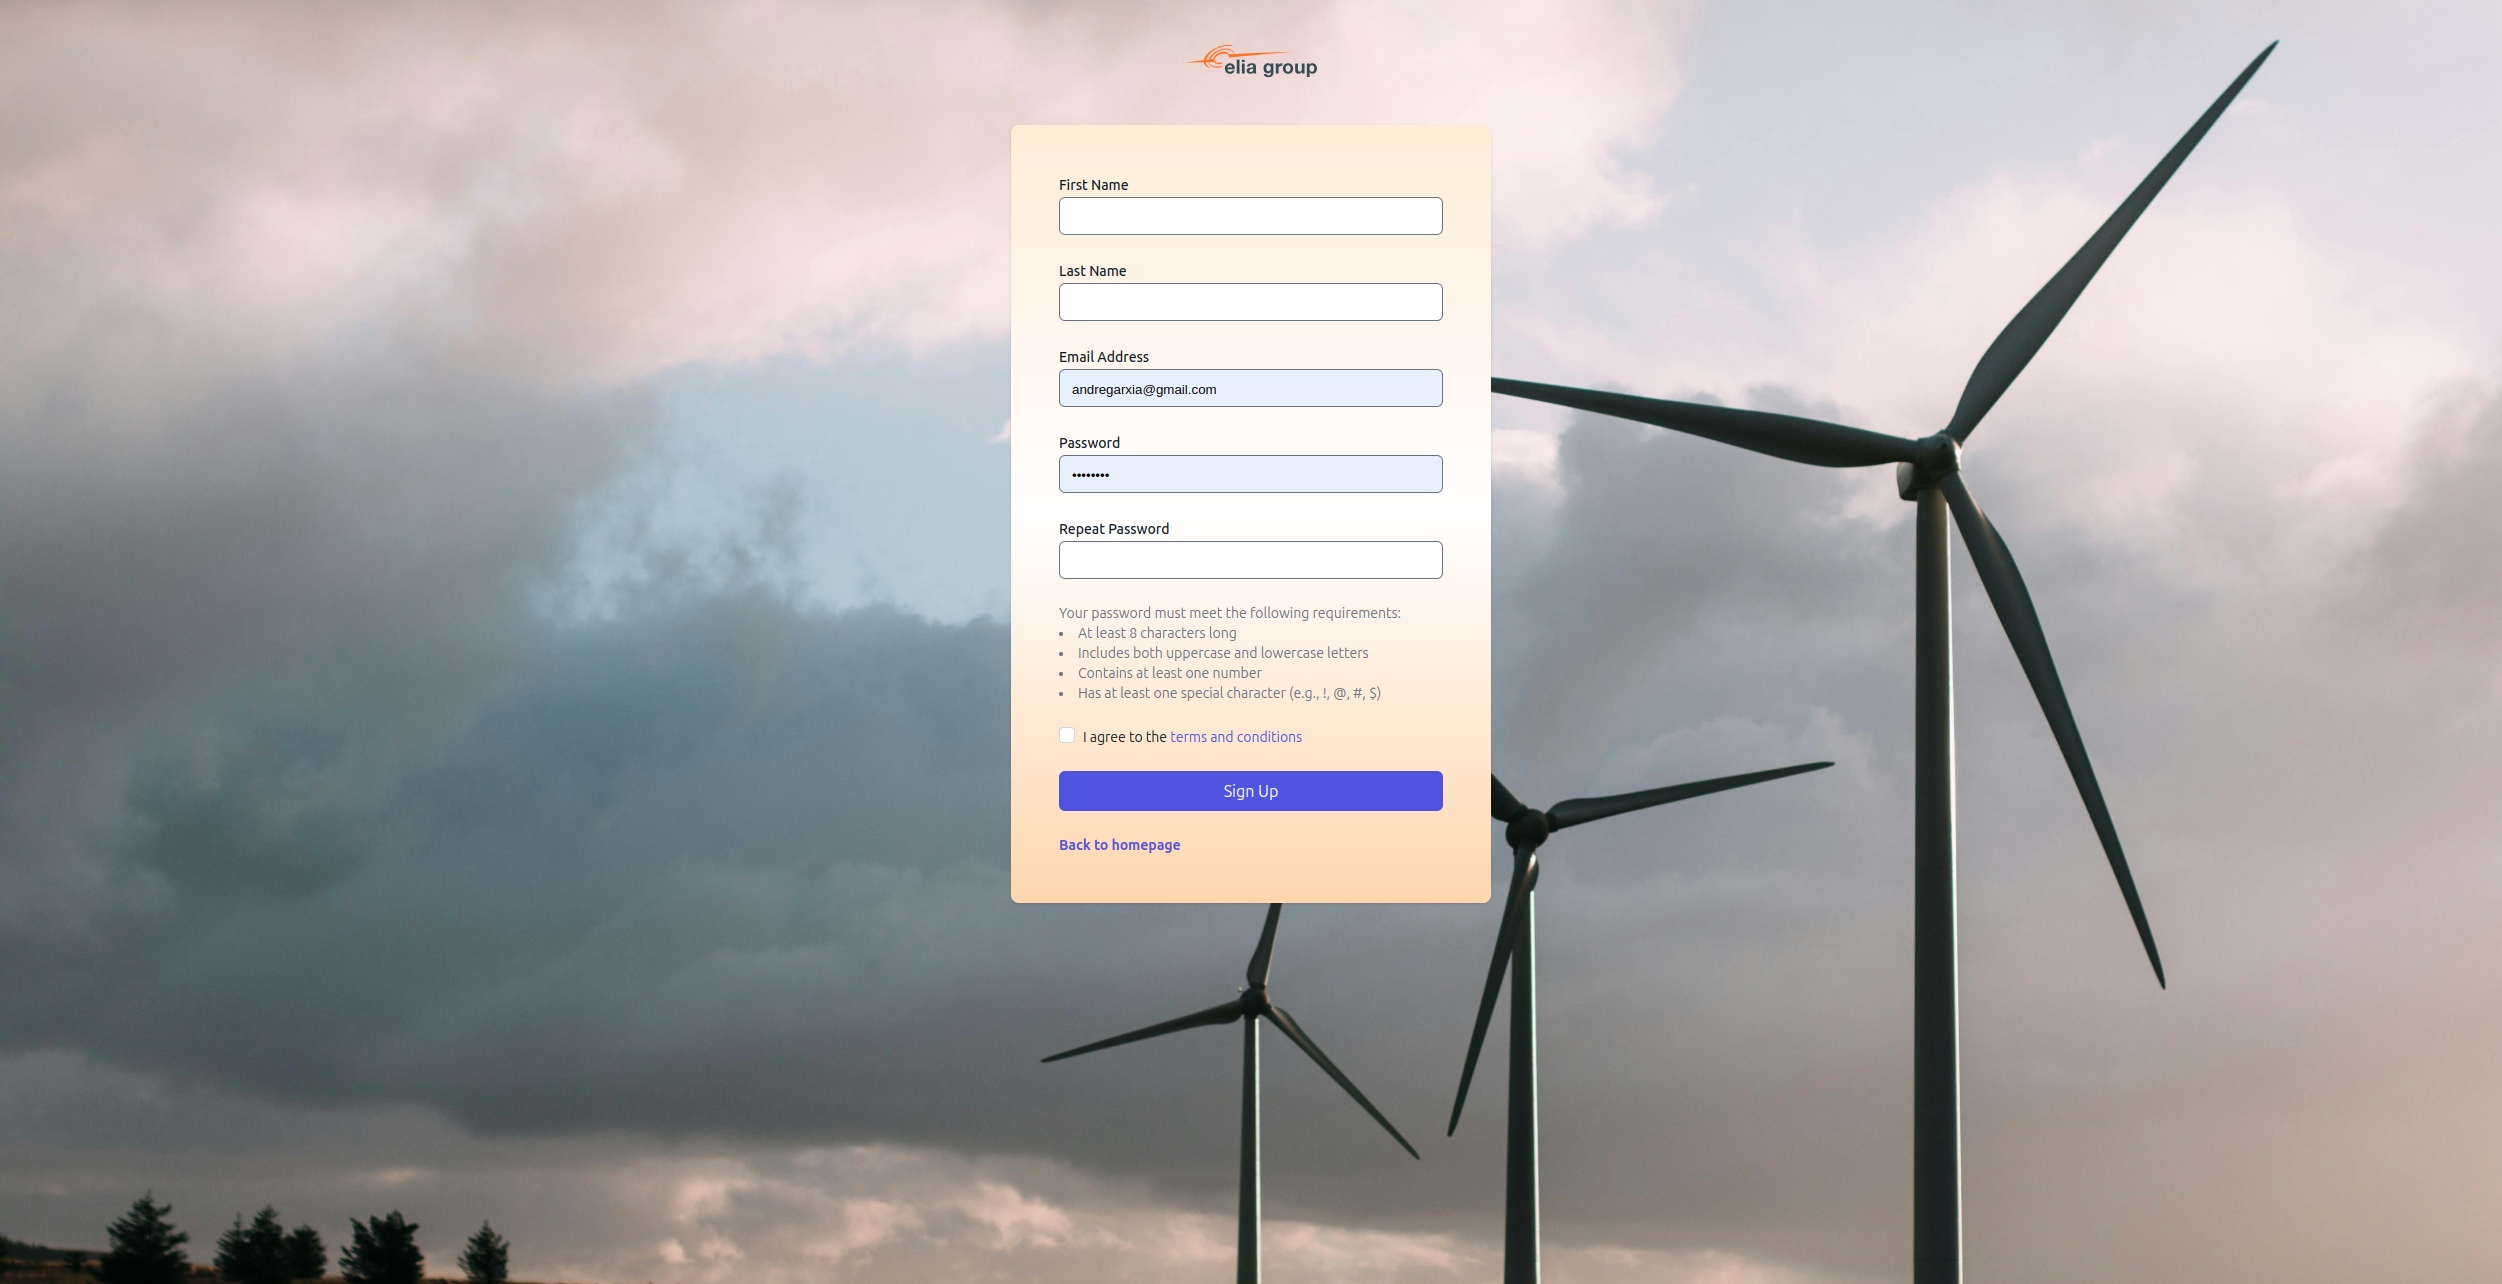 elia group
First Name
Last Name
Email Address
andregarxia@gmail.com
Password
••••••••
Repeat Password
Your password must meet the following requirements:
• At least 8 characters long
• Includes both uppercase and lowercase letters
• Contains at least one number
• Has at least one special character (e.g., !, @, #, $)
I agree to the terms and conditions
Sign Up
Back to homepage